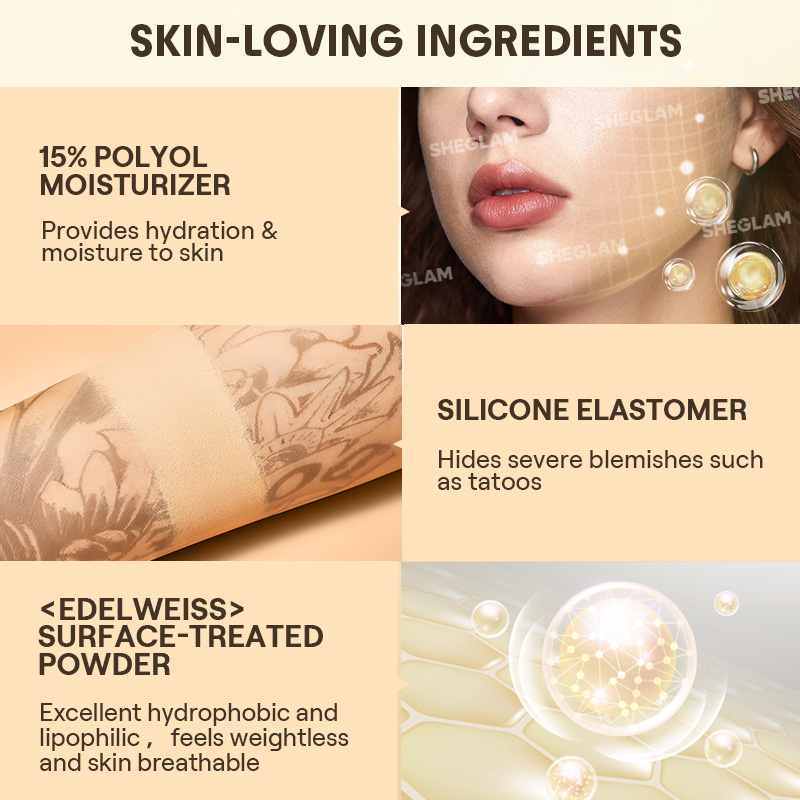 SKIN-LOVING INGREDIENTS
15% POLYOL
MOISTURIZER
Provides hydration &
moisture to skin
SHEGLAM
SHEGLAM
SHEG
SHEGLAM
SHEGLAM
GLAM
SILICONE ELASTOMER
Hides severe blemishes such
as tatoos
<EDELWEISS>
SURFACE-TREATED
POWDER
Excellent hydrophobic and
lipophilic , feels weightless
and skin breathable